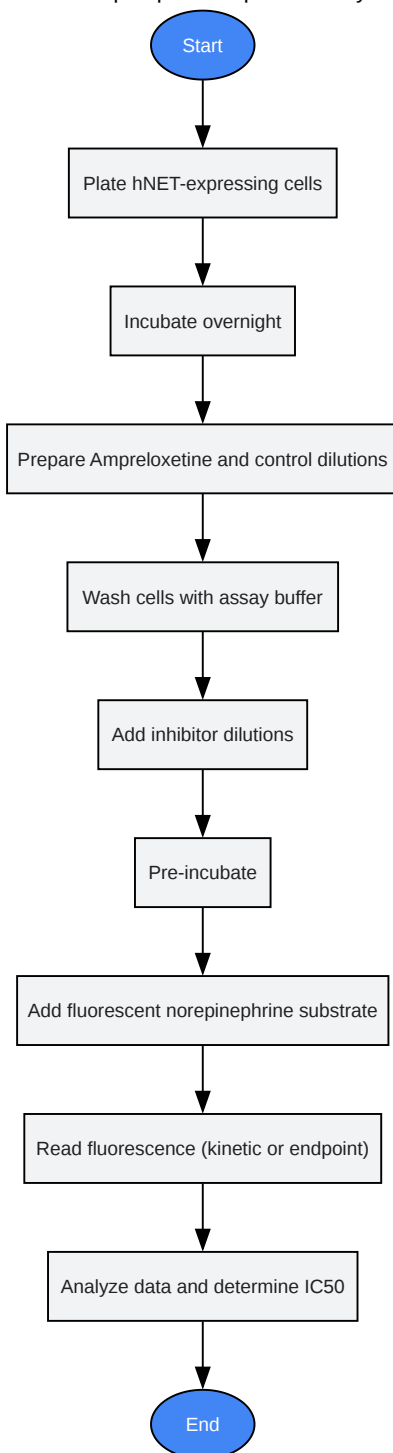 Start
Plate hNET-expressing cells
Incubate overnight
Prepare Ampreloxetine and control dilutions
Wash cells with assay buffer
Add inhibitor dilutions
Pre-incubate
Add fluorescent norepinephrine substrate
Read fluorescence (kinetic or endpoint)
Analyze data and determine IC50
End